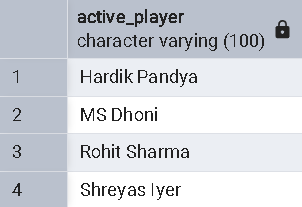 active_player
character varying (100)
1 Hardik Pandya
2 MS Dhoni
3 Rohit Sharma
4 Shreyas Iyer